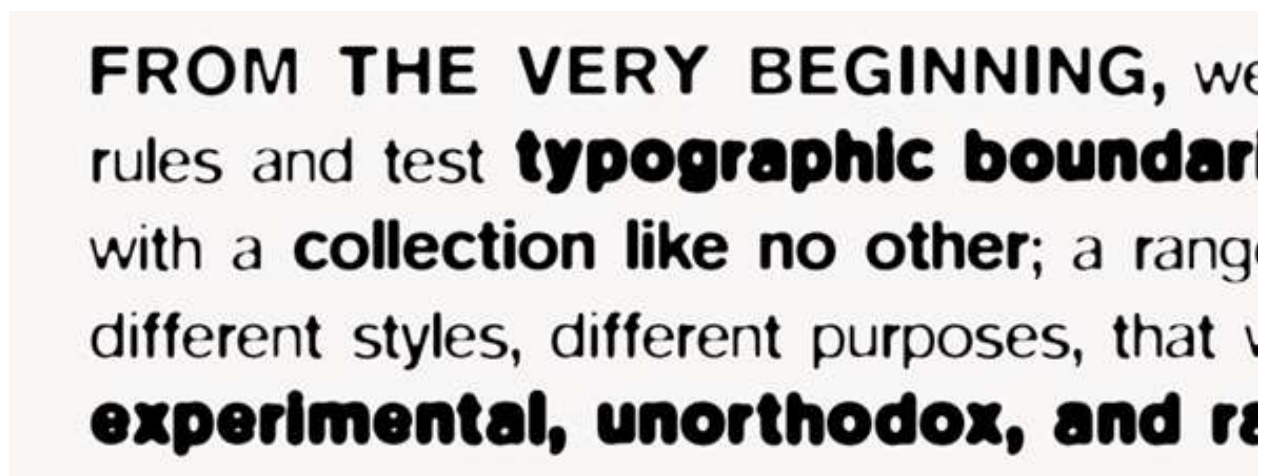 FROM THE VERY BEGINNING, we
rules and test typographic
with a collection like no other; a
different styles, different purposes, that
experimental, unorthodox, and